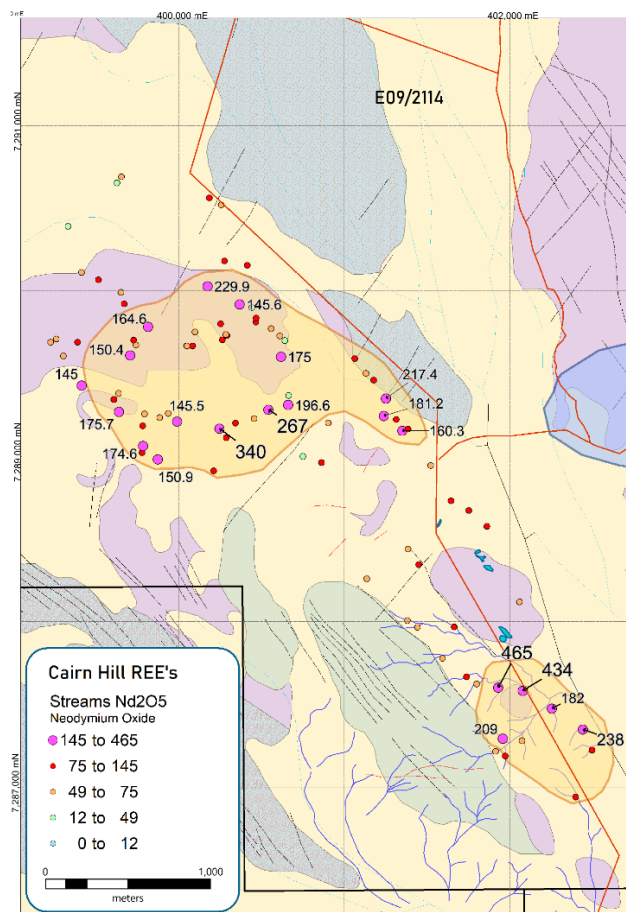 400,000 mE
402,000 mE
E09/2114
7,291,000 mN
229.9
145.6
164.6
150.4
175
145
217.4
175.7
145.5
196.6
181.2
267
340
160.3
174.6
150.9
7,280,000 mN
465
434
182
209
238
7,287,000 mN
Cairn Hill REE's
Streams Nd2O5
Neodymium Oxide
145 to 465
75 to 145
49 to 75
12 to 49
0 to 12
0
1,000
meters